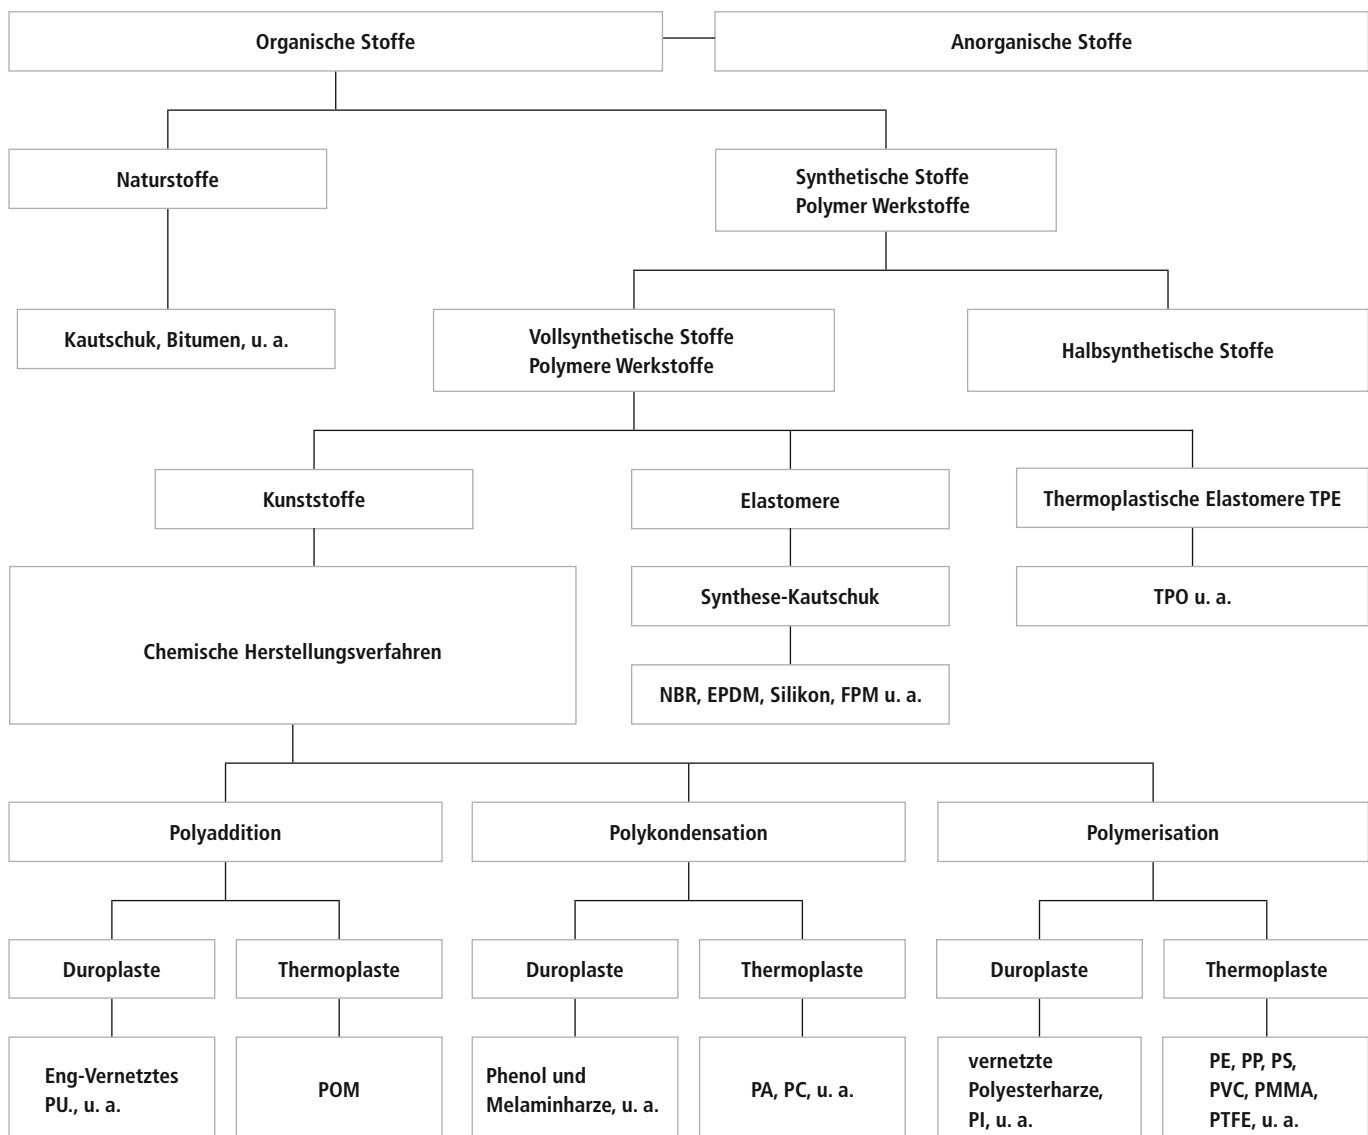 Organische Stoffe
Anorganische Stoffe
Naturstoffe
Synthetische Stoffe
Polymer Werkstoffe
Kautschuk, Bitumen, u. a.
Vollsynthetische Stoffe
Polymere Werkstoffe
Halbsynthetische Stoffe
Kunststoffe
Elastomere
Thermoplastische Elastomere TPE
Chemische Herstellungsverfahren
Synthese-Kautschuk
TPO u. a.
NBR, EPDM, Silikon, FPM u. a.
Polyaddition
Polykondensation
Polymerisation
Duroplaste
Thermoplaste
Duroplaste
Thermoplaste
Duroplaste
Thermoplaste
Eng-Vernetztes
PU., u. a.
POM
Phenol und
Melaminharze, u. a.
PA, PC, u. a.
vernetzte
Polyesterharze,
PI, u. a.
PE, PP, PS,
PVC, PMMA,
PTFE, u. a.